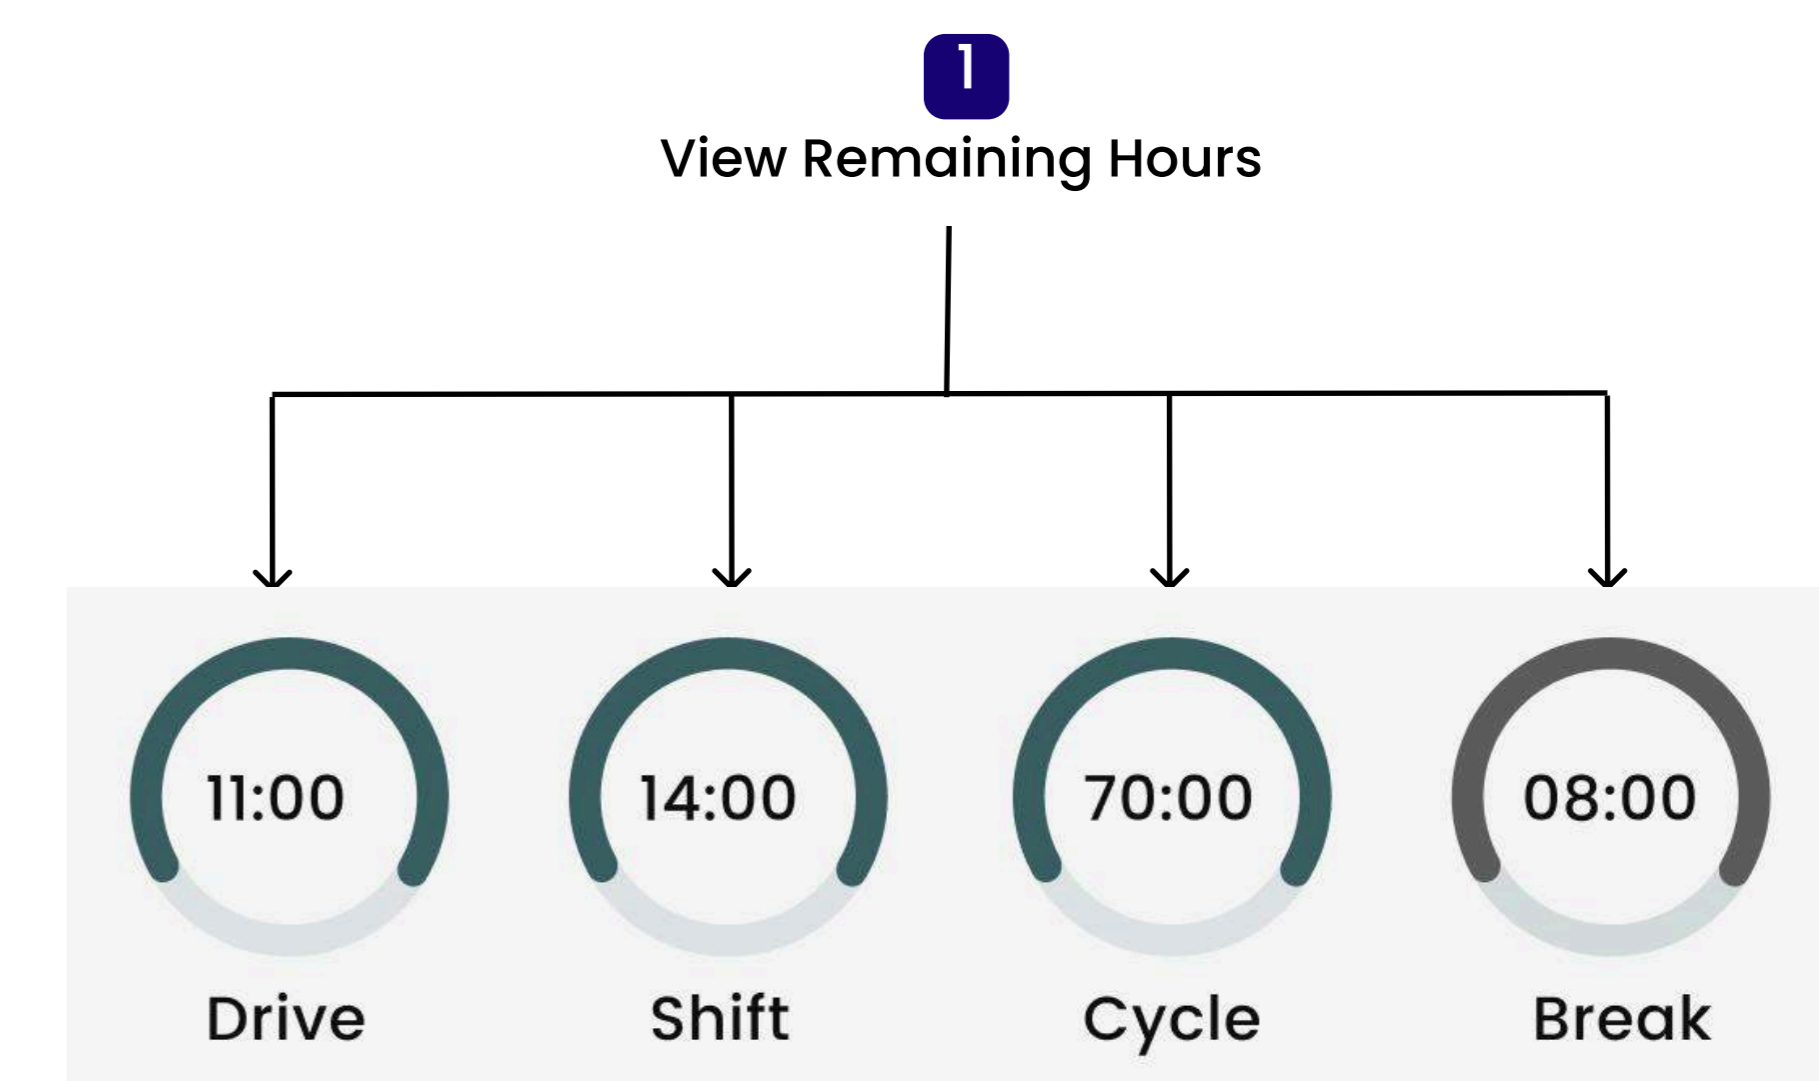 1
View Remaining Hours
11:00
14:00
70:00
08:00
Drive
Shift
Cycle
Break